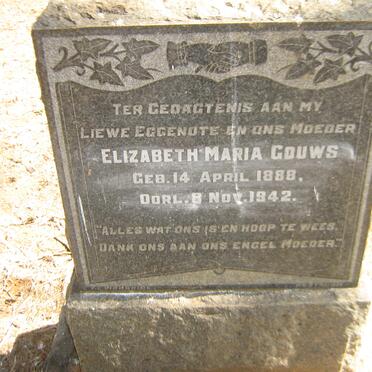 TER GEDAGTENIS AAN MY
LIEWE EGGENOTE EN ONS MOEDER
ELIZABETH MARIA GOUWS
GEB. 14 APRIL 1888.
OORL. 8 NOV. 1942.
"ALLES WAT ONS IS EN HOOP TE WEES,
DANK ONS AAN ONS ENGEL MOEDER."